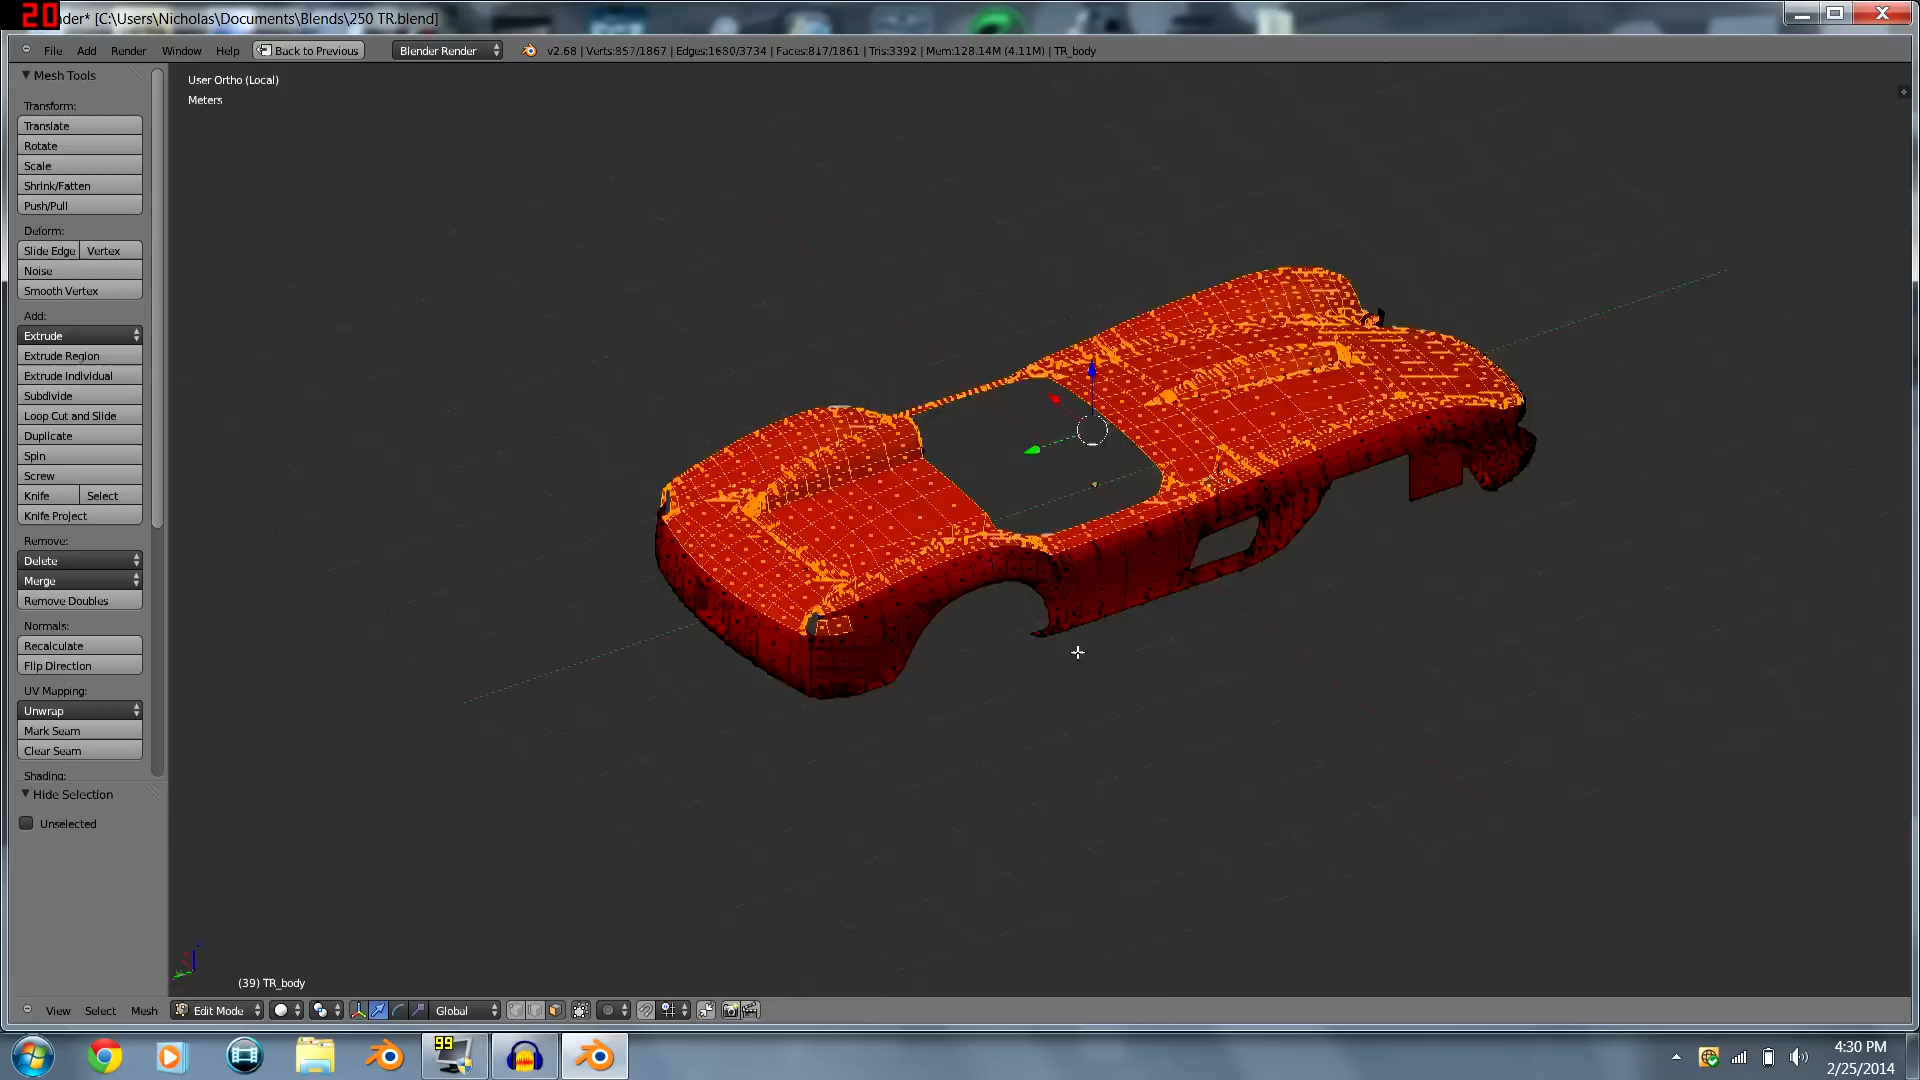 20
nder* [C:\Users\Nicholas\Documents\Blends\250 TR.blend]
File Add Render Window Help Back to Previous Blender Render v2.68 | Verts:857/1867 | Edges:1680/3734 | Faces:817/1861 | Tris:3392 | Mem:128.14M (4.11M) | TR_body
Mesh Tools
User Ortho (Local)
Meters
Transform:
Translate
Rotate
Scale
Shrink/Fatten
Push/Pull
Deform:
Slide Edge Vertex
Noise
Smooth Vertex
Add:
Extrude
Extrude Region
Extrude Individual
Subdivide
Loop Cut and Slide
Duplicate
Spin
Screw
Knife Select
Knife Project
Remove:
Delete
Merge
Remove Doubles
Normals:
Recalculate
Flip Direction
UV Mapping:
Unwrap
Mark Seam
Clear Seam
Shading:
Hide Selection
Unselected
(39) TR_body
View Select Mesh Edit Mode Global
99
4:30 PM
2/25/2014